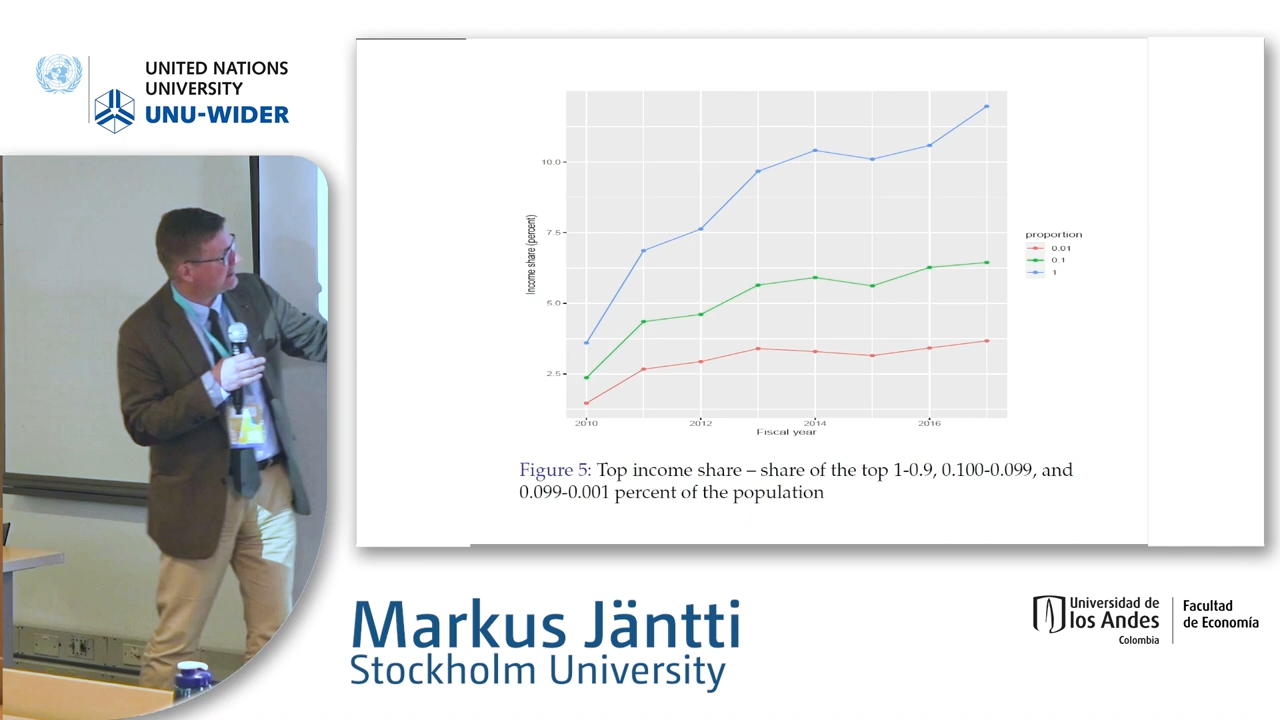 UNITED NATIONS
UNIVERSITY
UNU-WIDER
10.0
7.5
5.0
2.5
Income share (percent)
2010
2012
2014
2016
Fiscal year
proportion
0.01
0.1
1
Figure 5: Top income share – share of the top 1-0.9, 0.100-0.099, and
0.099-0.001 percent of the population
Markus Jäntti
Stockholm University
Universidad de
los Andes
Colombia
Facultad
de Economía